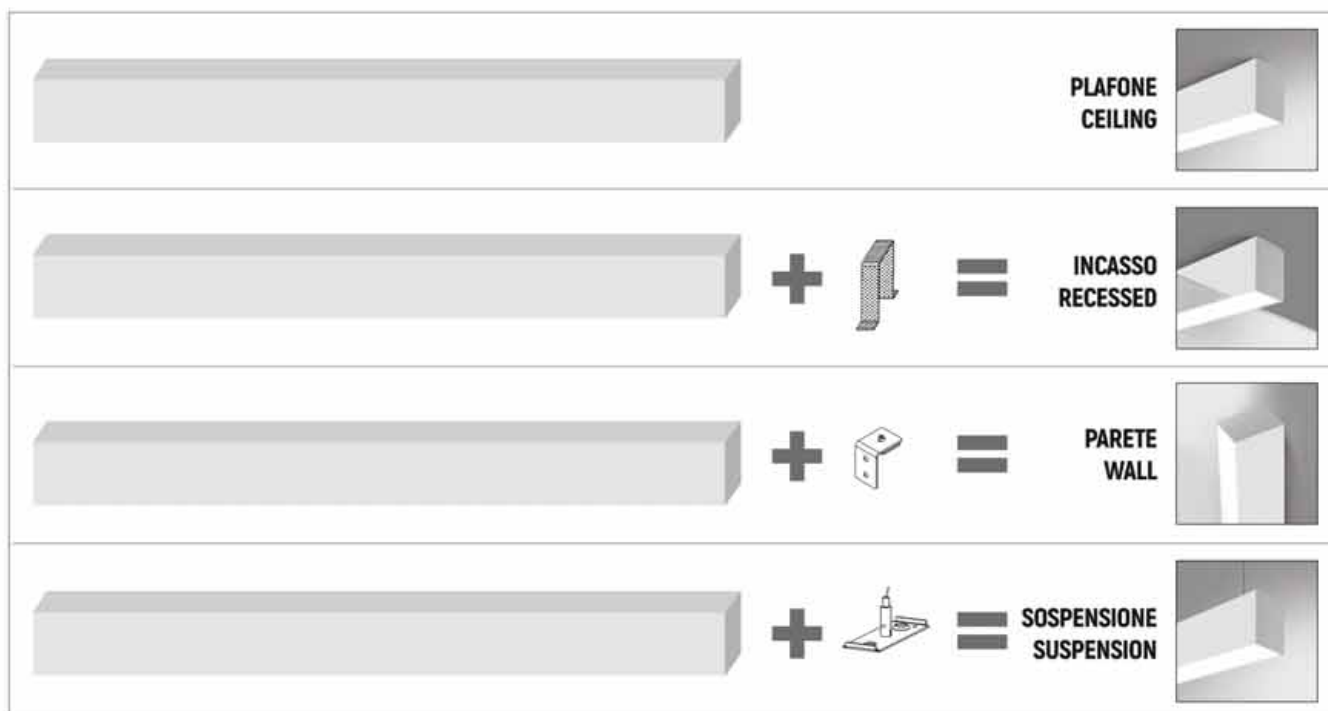 PLAFONE
CEILING
INCASSO
RECESSED
PARETE
WALL
SOSPENSIONE
SUSPENSION